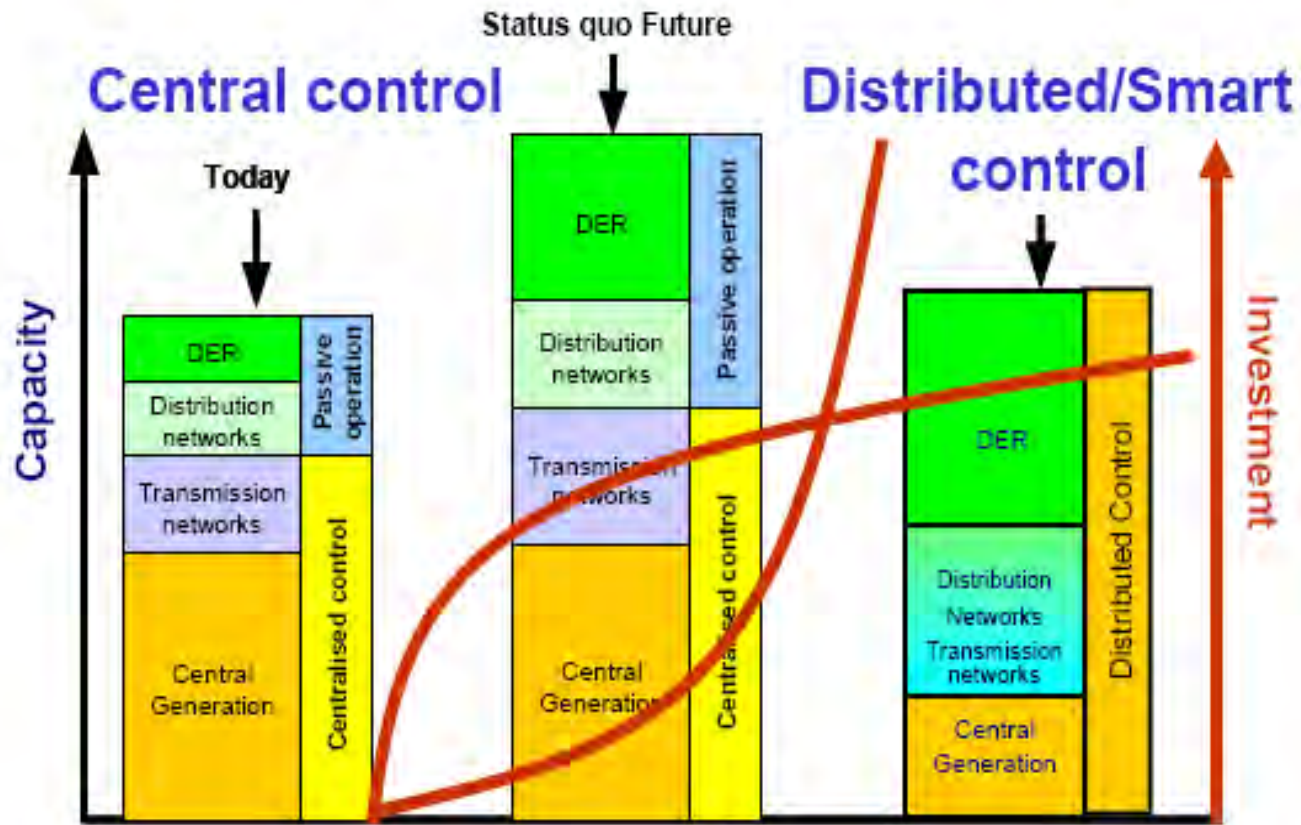 Status quo Future
Central control
Distributed/Smart
control
Today
Capacity
DER
Distribution
networks
Transmission
networks
Central
Generation
Passive
operation
Centralised control
DER
Distribution
networks
Transmission
networks
Central
Generation
Passive operation
Centralised control
DER
Distribution
Networks
Transmission
networks
Central
Generation
Distributed Control
Investment